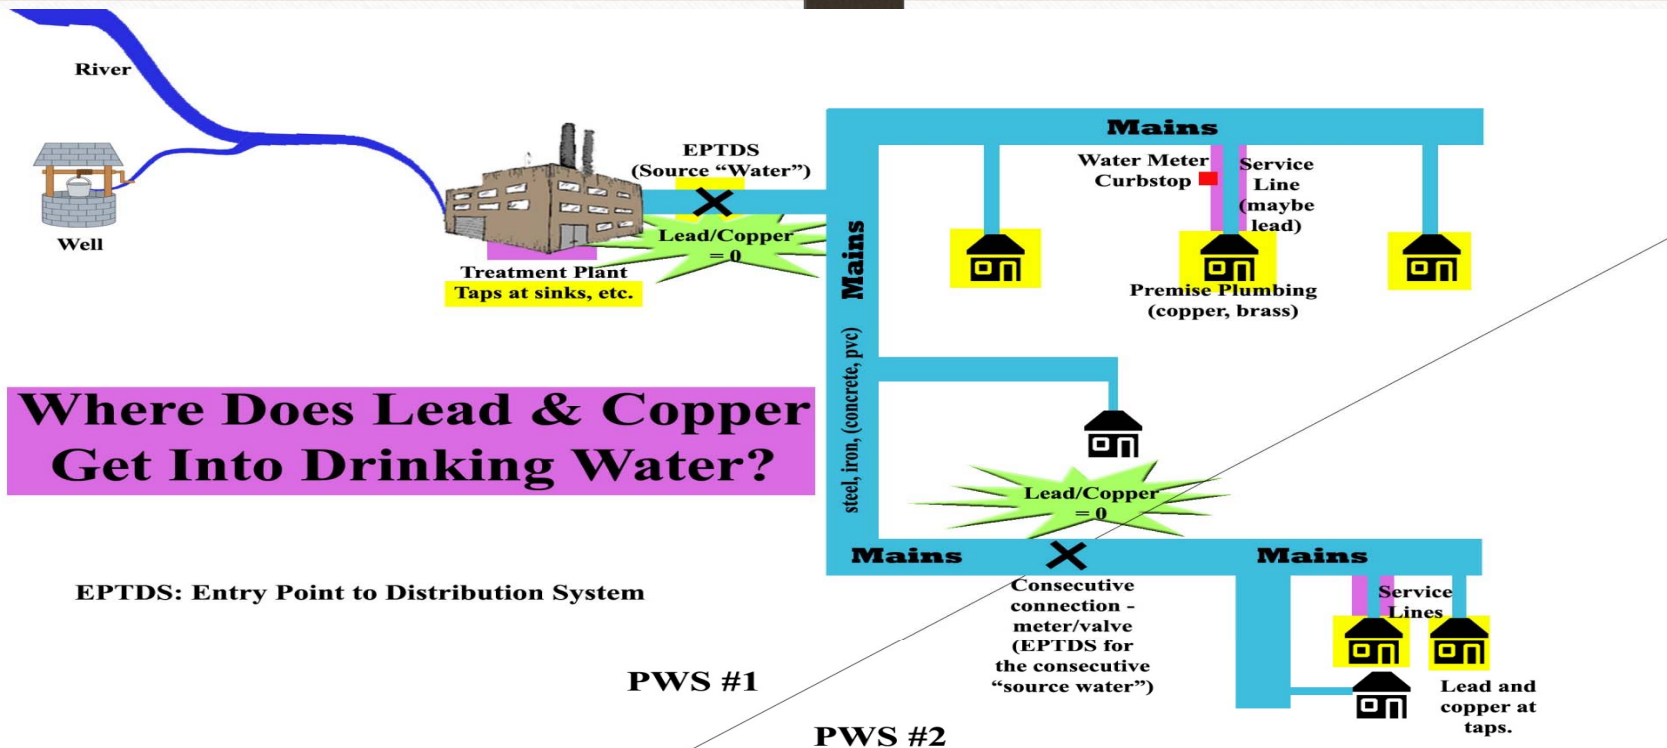 River
Well
EPTDS
(Source “Water”)
Lead/Copper
= 0
Treatment Plant
Taps at sinks, etc.
Mains
Water Meter
Curbstop
Service
Line
(maybe
lead)
Premise Plumbing
(copper, brass)
Mains
steel, iron, (concrete, pvc)
Where Does Lead & Copper
Get Into Drinking Water?
Lead/Copper
= 0
Mains
Mains
EPTDS: Entry Point to Distribution System
Consecutive
connection -
meter/valve
(EPTDS for
the consecutive
“source water”)
Service
Lines
Lead and
copper at
taps.
PWS #1
PWS #2